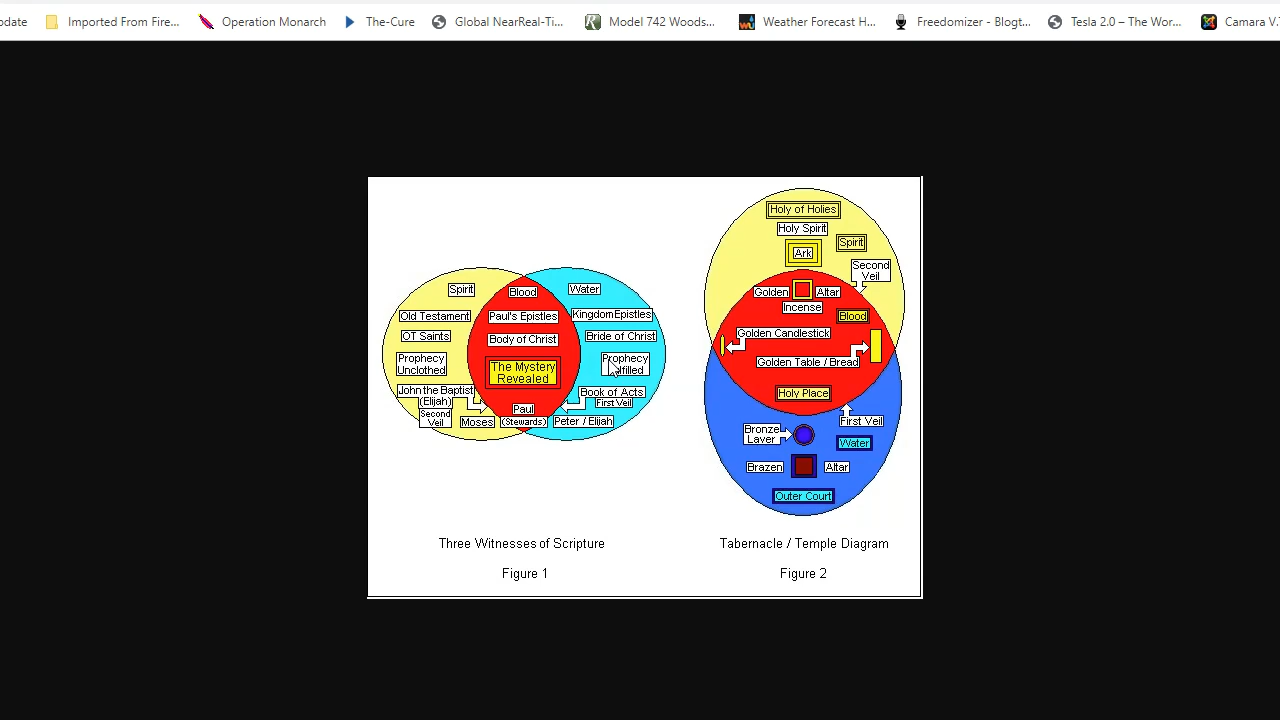 pdate
Imported From Fire...
Operation Monarch
The-Cure
Global NearReal-Ti...
Model 742 Woods...
Weather Forecast H...
Freedomizer - Blogt...
Tesla 2.0 – The Wor...
Camara V.
Spirit
Old Testament
OT Saints
Prophecy
Unclothed
John the Baptist
(Elijah)
Second
Veil
Moses
Blood
Paul's Epistles
Body of Christ
The Mystery
Revealed
Paul
(Stewards)
Water
Kingdom Epistles
Bride of Christ
Prophecy
Book of Acts
First Veil
Peter / Elijah
Three Witnesses of Scripture
Figure 1
Holy of Holies
Holy Spirit
Spirit
Ark
Second
Veil
Golden Altar
Incense
Blood
Golden Candlestick
Golden Table / Bread
Holy Place
First Veil
Bronze
Laver
Water
Brazen Altar
Outer Court
Tabernacle / Temple Diagram
Figure 2